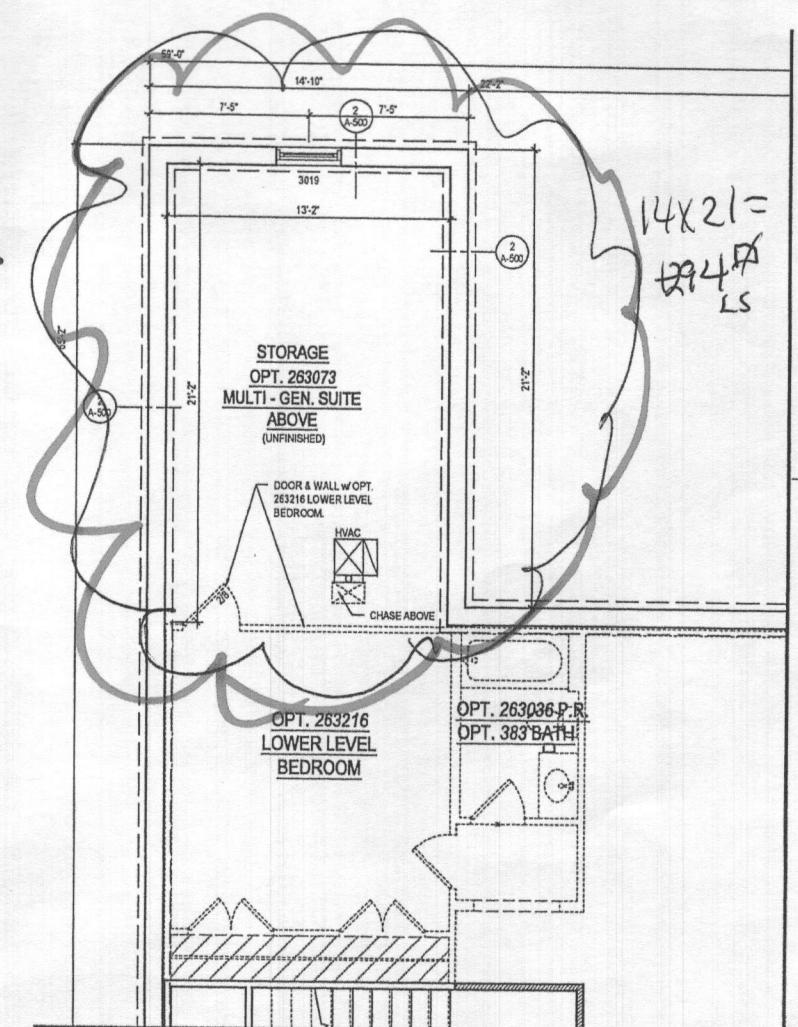 59'-0"
14'-10"
22'-2"
7'-5"
2
A-500
7'-5"
3019
13'-2"
14X21=
294
LS
2
A-500
STORAGE
OPT. 263073
MULTI - GEN. SUITE
ABOVE
(UNFINISHED)
21'-2"
21'-2"
A-500
DOOR & WALL w/ OPT.
263216 LOWER LEVEL
BEDROOM.
HVAC
CHASE ABOVE
OPT. 263216
LOWER LEVEL
BEDROOM
OPT. 263036 P.R.
OPT. 383 BATH